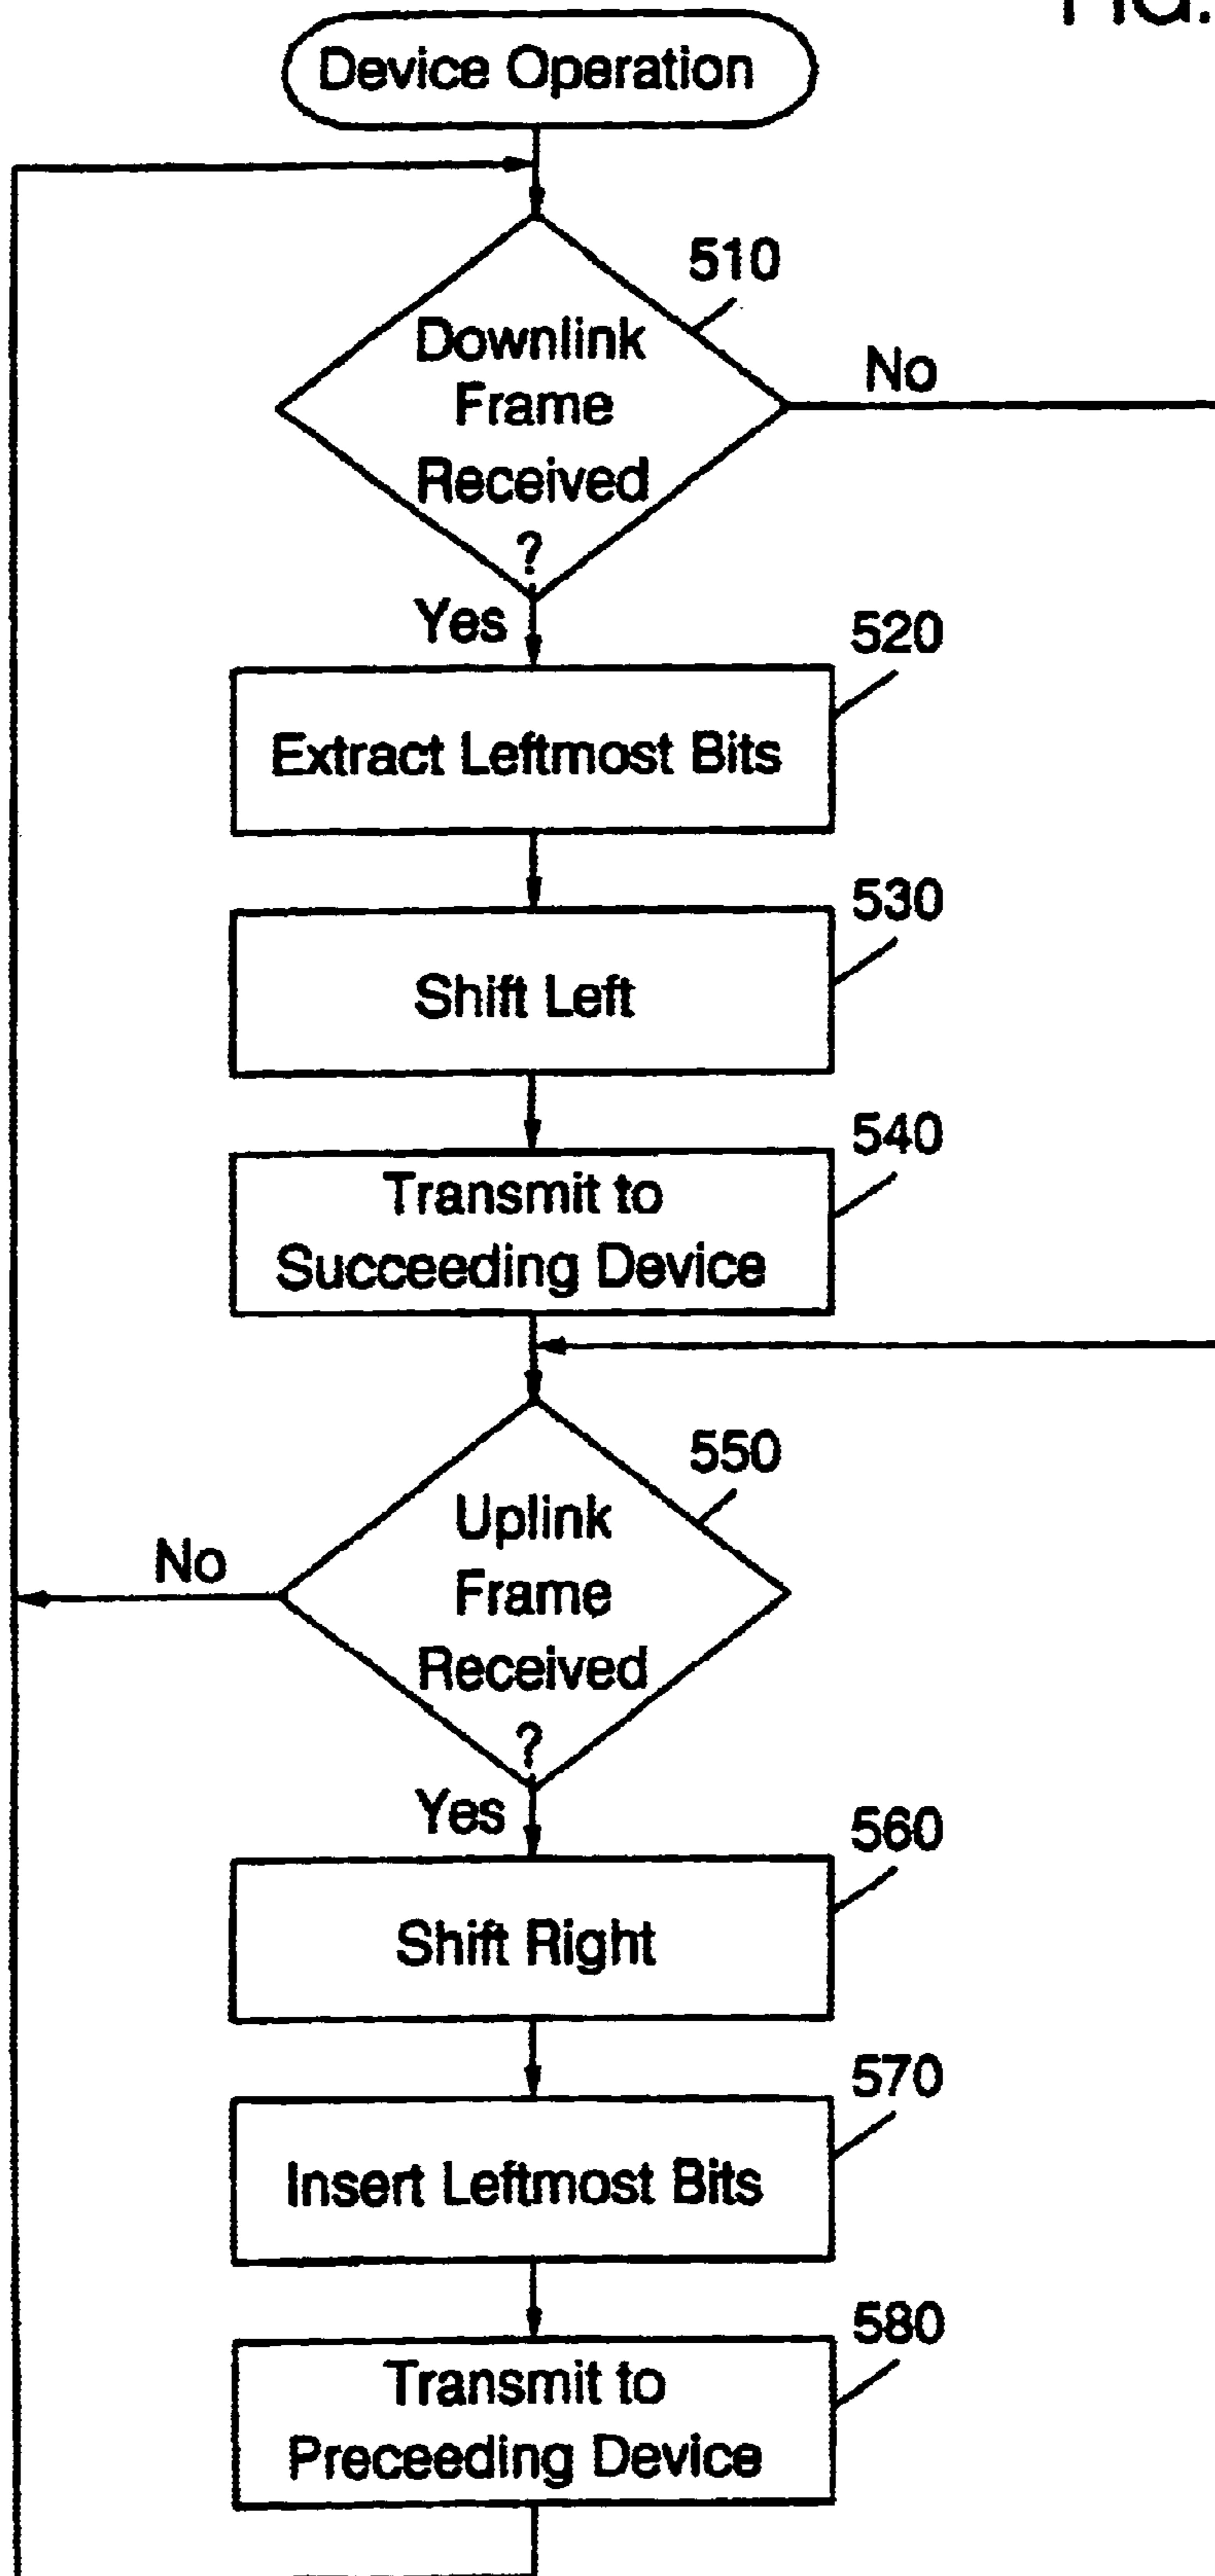 FIG.
Device Operation
510
Downlink
Frame
Received
?
No
Yes
520
Extract Leftmost Bits
530
Shift Left
540
Transmit to
Succeeding Device
550
Uplink
Frame
Received
?
No
Yes
560
Shift Right
570
Insert Leftmost Bits
580
Transmit to
Preceeding Device